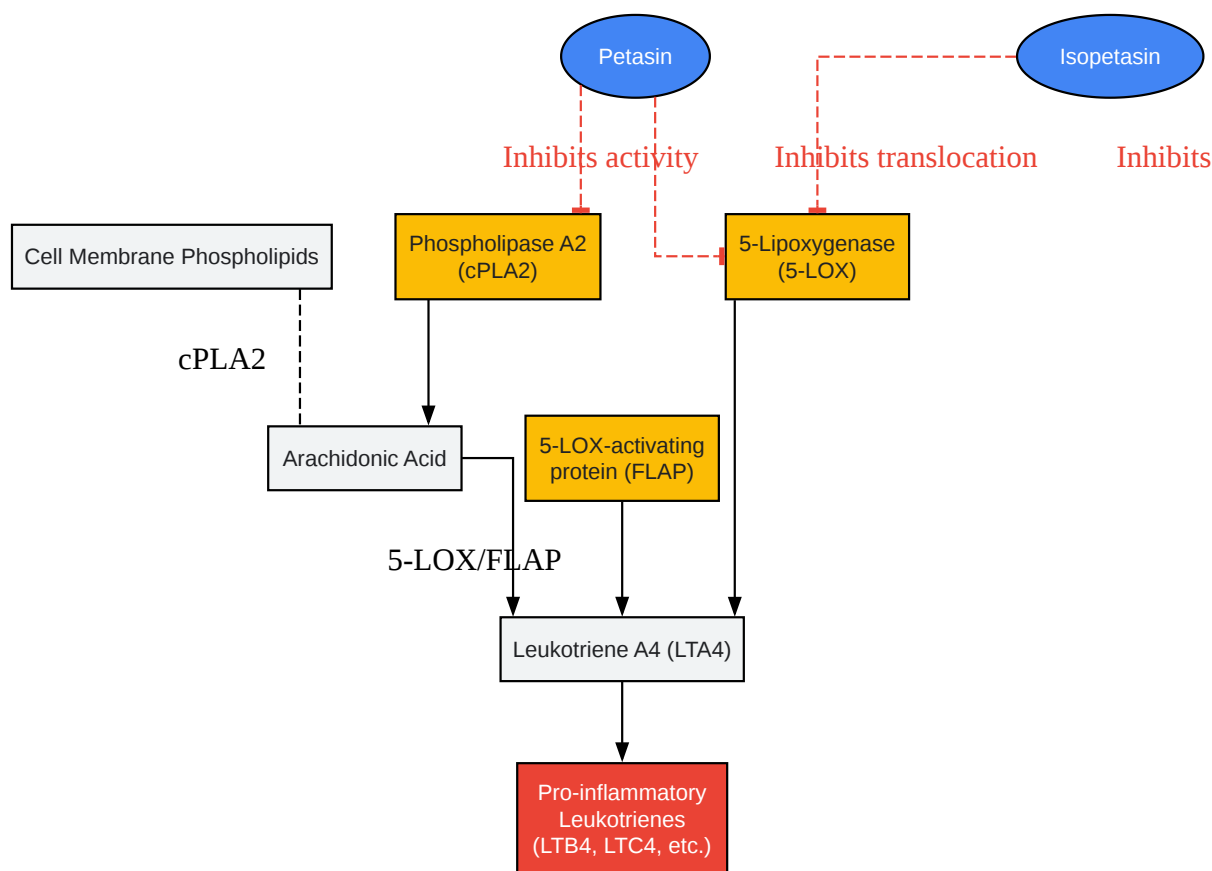 Petasin
Isopetasin
Inhibits activity
Inhibits translocation
Inhibits
Cell Membrane Phospholipids
Phospholipase A2
(cPLA2)
5-Lipoxygenase
(5-LOX)
cPLA2
Arachidonic Acid
5-LOX-activating
protein (FLAP)
5-LOX/FLAP
Leukotriene A4 (LTA4)
Pro-inflammatory
Leukotrienes
(LTB4, LTC4, etc.)